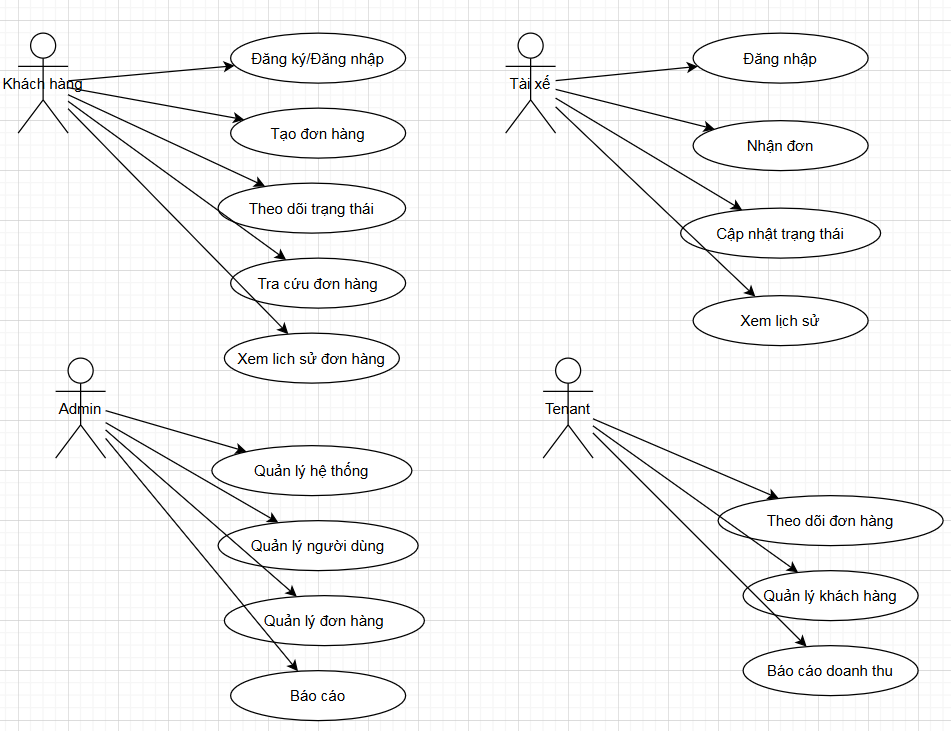 Khách hàng
Đăng ký/Đăng nhập
Tạo đơn hàng
Theo dõi trạng thái
Tra cứu đơn hàng
Xem lich sử đơn hàng
Tài xế
Đăng nhập
Nhận đơn
Cập nhật trạng thái
Xem lịch sử
Admin
Quản lý hệ thống
Quản lý người dùng
Quản lý đơn hàng
Báo cáo
Tenant
Theo dõi đơn hàng
Quản lý khách hàng
Báo cáo doanh thu